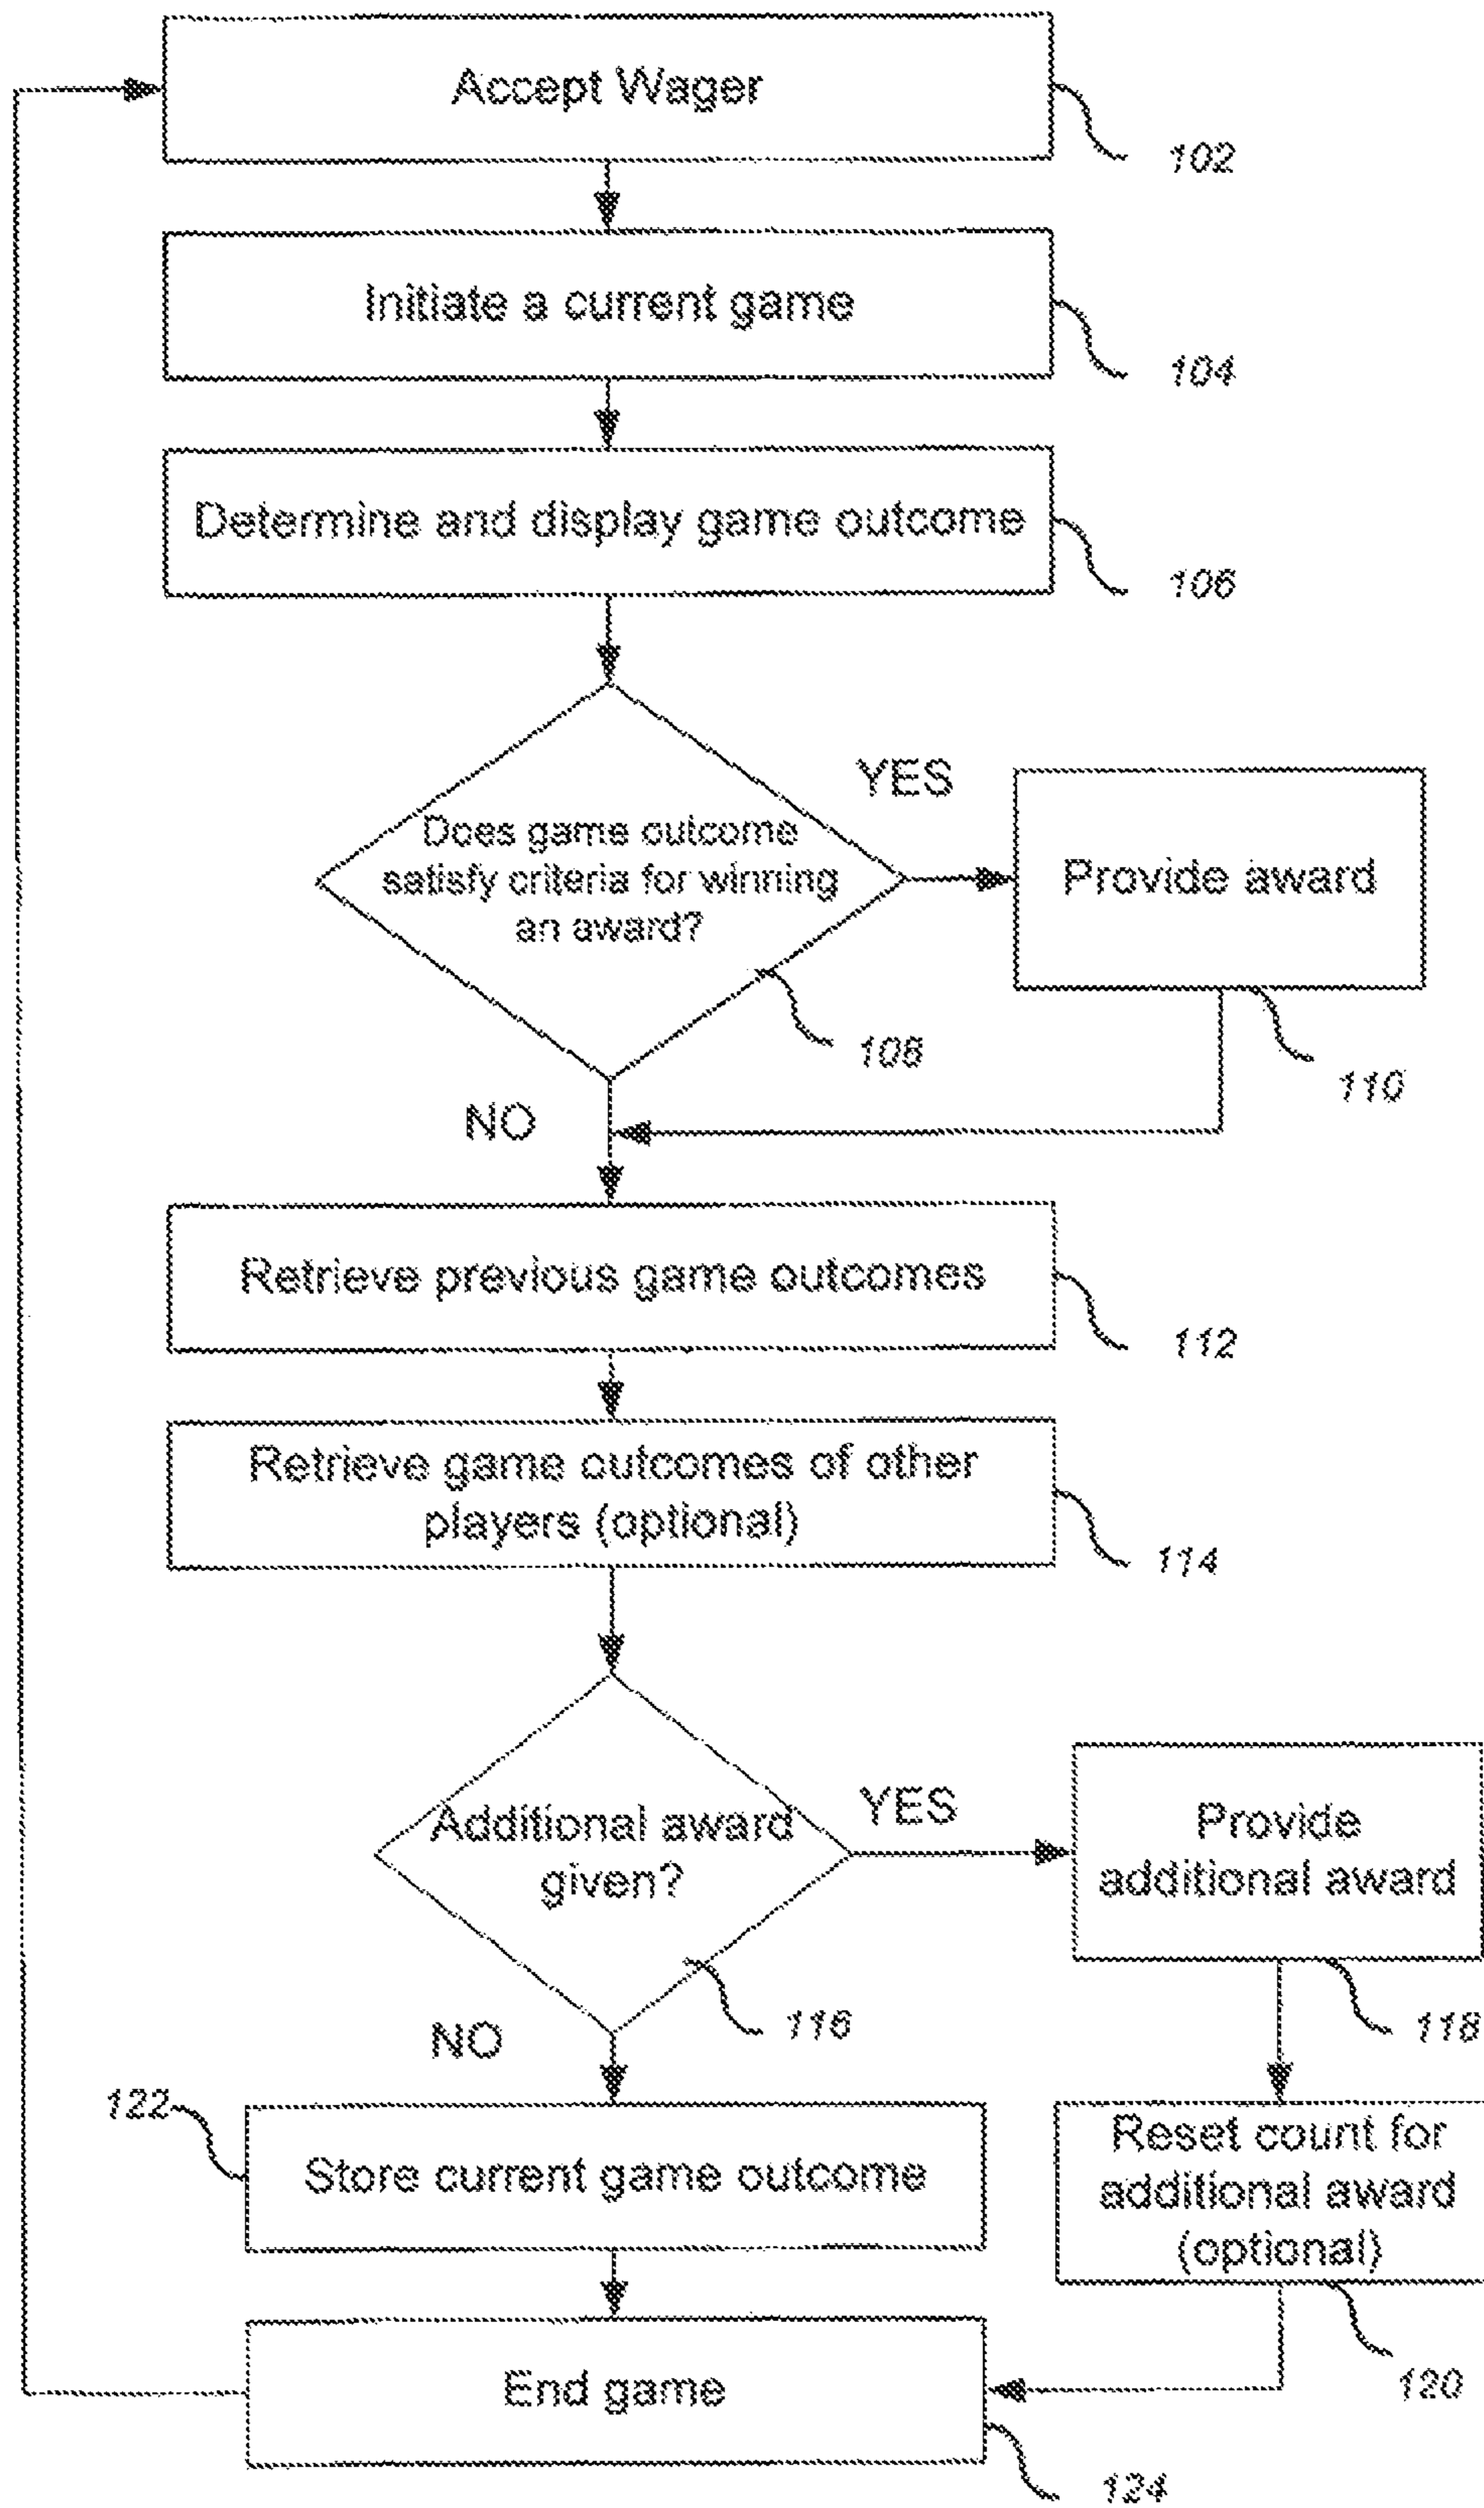 Accept Wager
102
Initiate a current game
104
Determine and display game outcome
106
YES
Does game outcome
satisfy criteria for winning
an award?
Provide award
108
110
NO
Retrieve previous game outcomes
112
Retrieve game outcomes of other
players (optional)
114
YES
Additional award
given?
Provide
additional award
116
118
NO
122
Store current game outcome
Reset count for
additional award
(optional)
End game
120
124